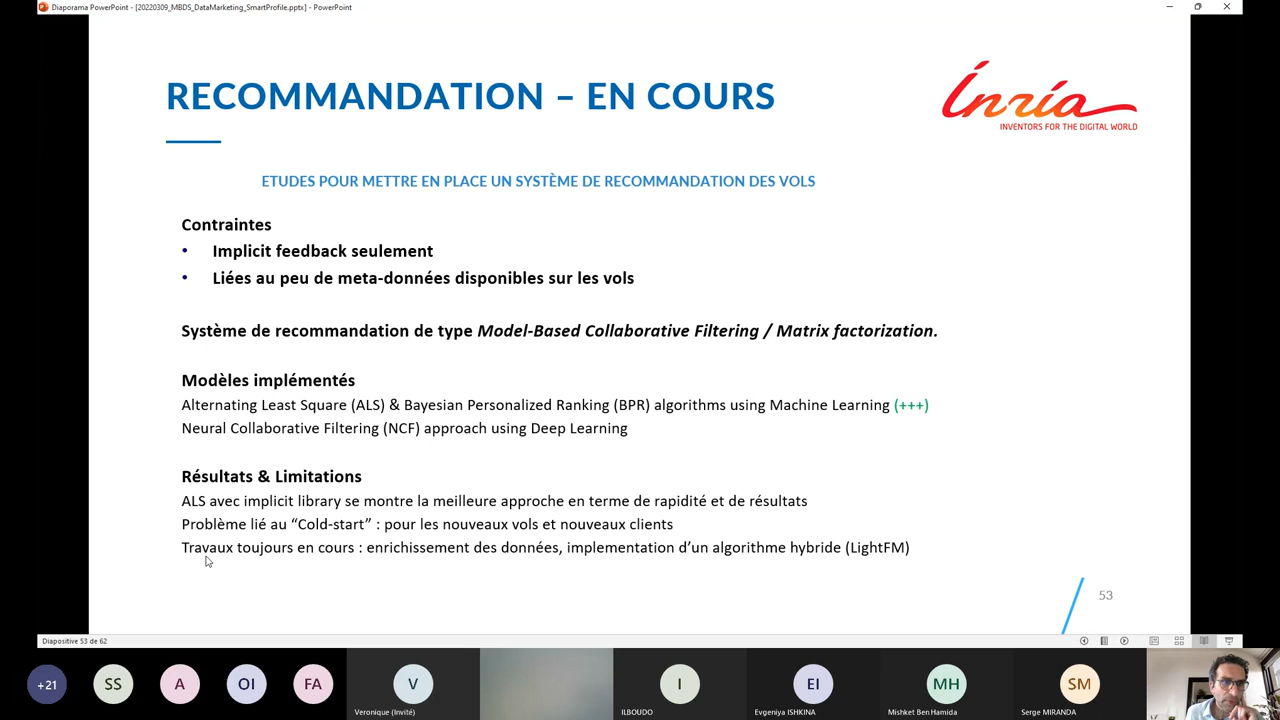 Diaporama PowerPoint - [20220309_MBDS_DataMarketing_SmartProfile.pptx] - PowerPoint
RECOMMANDATION – EN COURS
Inria
INVENTORS FOR THE DIGITAL WORLD
ETUDES POUR METTRE EN PLACE UN SYSTÈME DE RECOMMANDATION DES VOLS
Contraintes
• Implicit feedback seulement
• Liées au peu de meta-données disponibles sur les vols
Système de recommandation de type Model-Based Collaborative Filtering / Matrix factorization.
Modèles implémentés
Alternating Least Square (ALS) & Bayesian Personalized Ranking (BPR) algorithms using Machine Learning (+++)
Neural Collaborative Filtering (NCF) approach using Deep Learning
Résultats & Limitations
ALS avec implicit library se montre la meilleure approche en terme de rapidité et de résultats
Problème lié au “Cold-start” : pour les nouveaux vols et nouveaux clients
Travaux toujours en cours : enrichissement des données, implementation d’un algorithme hybride (LightFM)
53
Diapositive 53 de 62
+21
SS
A
OI
FA
V
I
EI
MH
SM
Veronique (Invité)
ILBOUDO
Evgeniya ISHKINA
Mishket Ben Hamida
Serge MIRANDA